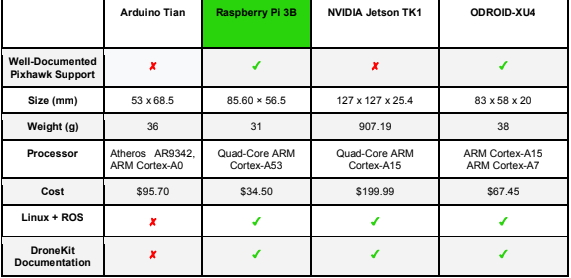 Arduino Tian Raspberry Pi 3B NVIDIA Jetson TK1 ODROID-XU4
Well-Documented
Pixhawk Support ✗ ✓ ✗ ✓
Size (mm) 53 x 68.5 85.60 × 56.5 127 x 127 x 25.4 83 x 58 x 20
Weight (g) 36 31 907.19 38
Processor Atheros AR9342, Quad-Core ARM Quad-Core ARM ARM Cortex-A15
ARM Cortex-A0 Cortex-A53 Cortex-A15 ARM Cortex-A7
Cost $95.70 $34.50 $199.99 $67.45
Linux + ROS ✗ ✓ ✓ ✓
DroneKit
Documentation ✗ ✓ ✓ ✓